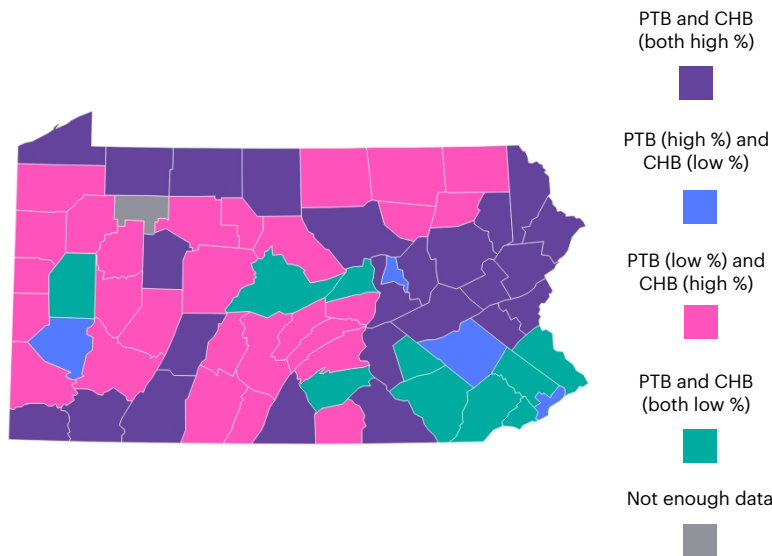 PTB and CHB
(both high %)
PTB (high %) and
CHB (low %)
PTB (low %) and
CHB (high %)
PTB and CHB
(both low %)
Not enough data